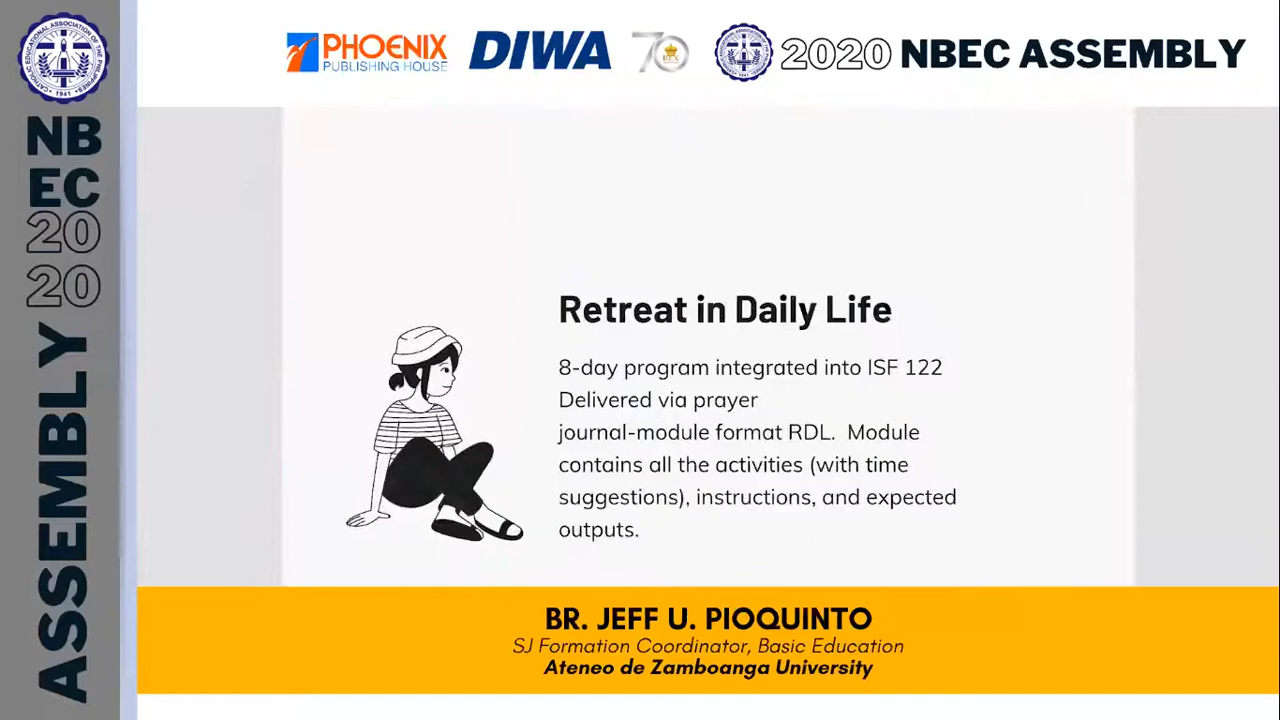 NB
EC
20
20
ASSEMBLY
PHOENIX
PUBLISHING HOUSE
DIWA
70
2020 NBEC ASSEMBLY
Retreat in Daily Life
8-day program integrated into ISF 122
Delivered via prayer
journal-module format RDL. Module
contains all the activities (with time
suggestions), instructions, and expected
outputs.
BR. JEFF U. PIOQUINTO
SJ Formation Coordinator, Basic Education
Ateneo de Zamboanga University